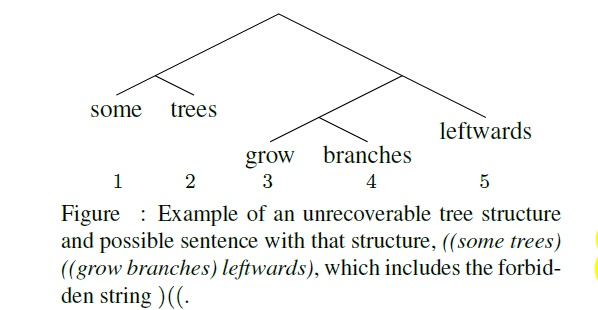 some trees
leftwards
grow branches
1 2 3 4 5
Figure : Example of an unrecoverable tree structure
and possible sentence with that structure, ((some trees)
((grow branches) leftwards), which includes the forbid-
den string )((.